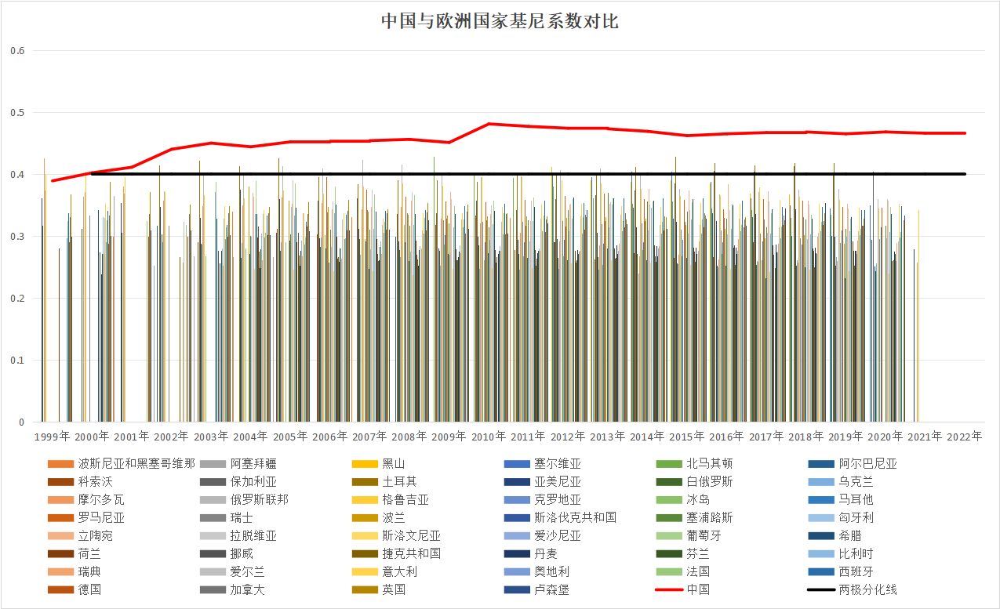 中国与欧洲国家基尼系数对比
0.6
0.5
0.4
0.3
0.2
0.1
0
1999年 2000年 2001年 2002年 2003年 2004年 2005年 2006年 2007年 2008年 2009年 2010年 2011年 2012年 2013年 2014年 2015年 2016年 2017年 2018年 2019年 2020年 2021年 2022年
波斯尼亚和黑塞哥维那 阿塞拜疆 黑山 塞尔维亚 北马其顿 阿尔巴尼亚
科索沃 保加利亚 土耳其 亚美尼亚 白俄罗斯 乌克兰
摩尔多瓦 俄罗斯联邦 格鲁吉亚 克罗地亚 冰岛 马耳他
罗马尼亚 瑞士 波兰 斯洛伐克共和国 塞浦路斯 匈牙利
立陶宛 拉脱维亚 斯洛文尼亚 爱沙尼亚 葡萄牙 希腊
荷兰 挪威 捷克共和国 丹麦 芬兰 比利时
瑞典 爱尔兰 意大利 奥地利 法国 西班牙
德国 加拿大 英国 卢森堡 中国 两极分化线